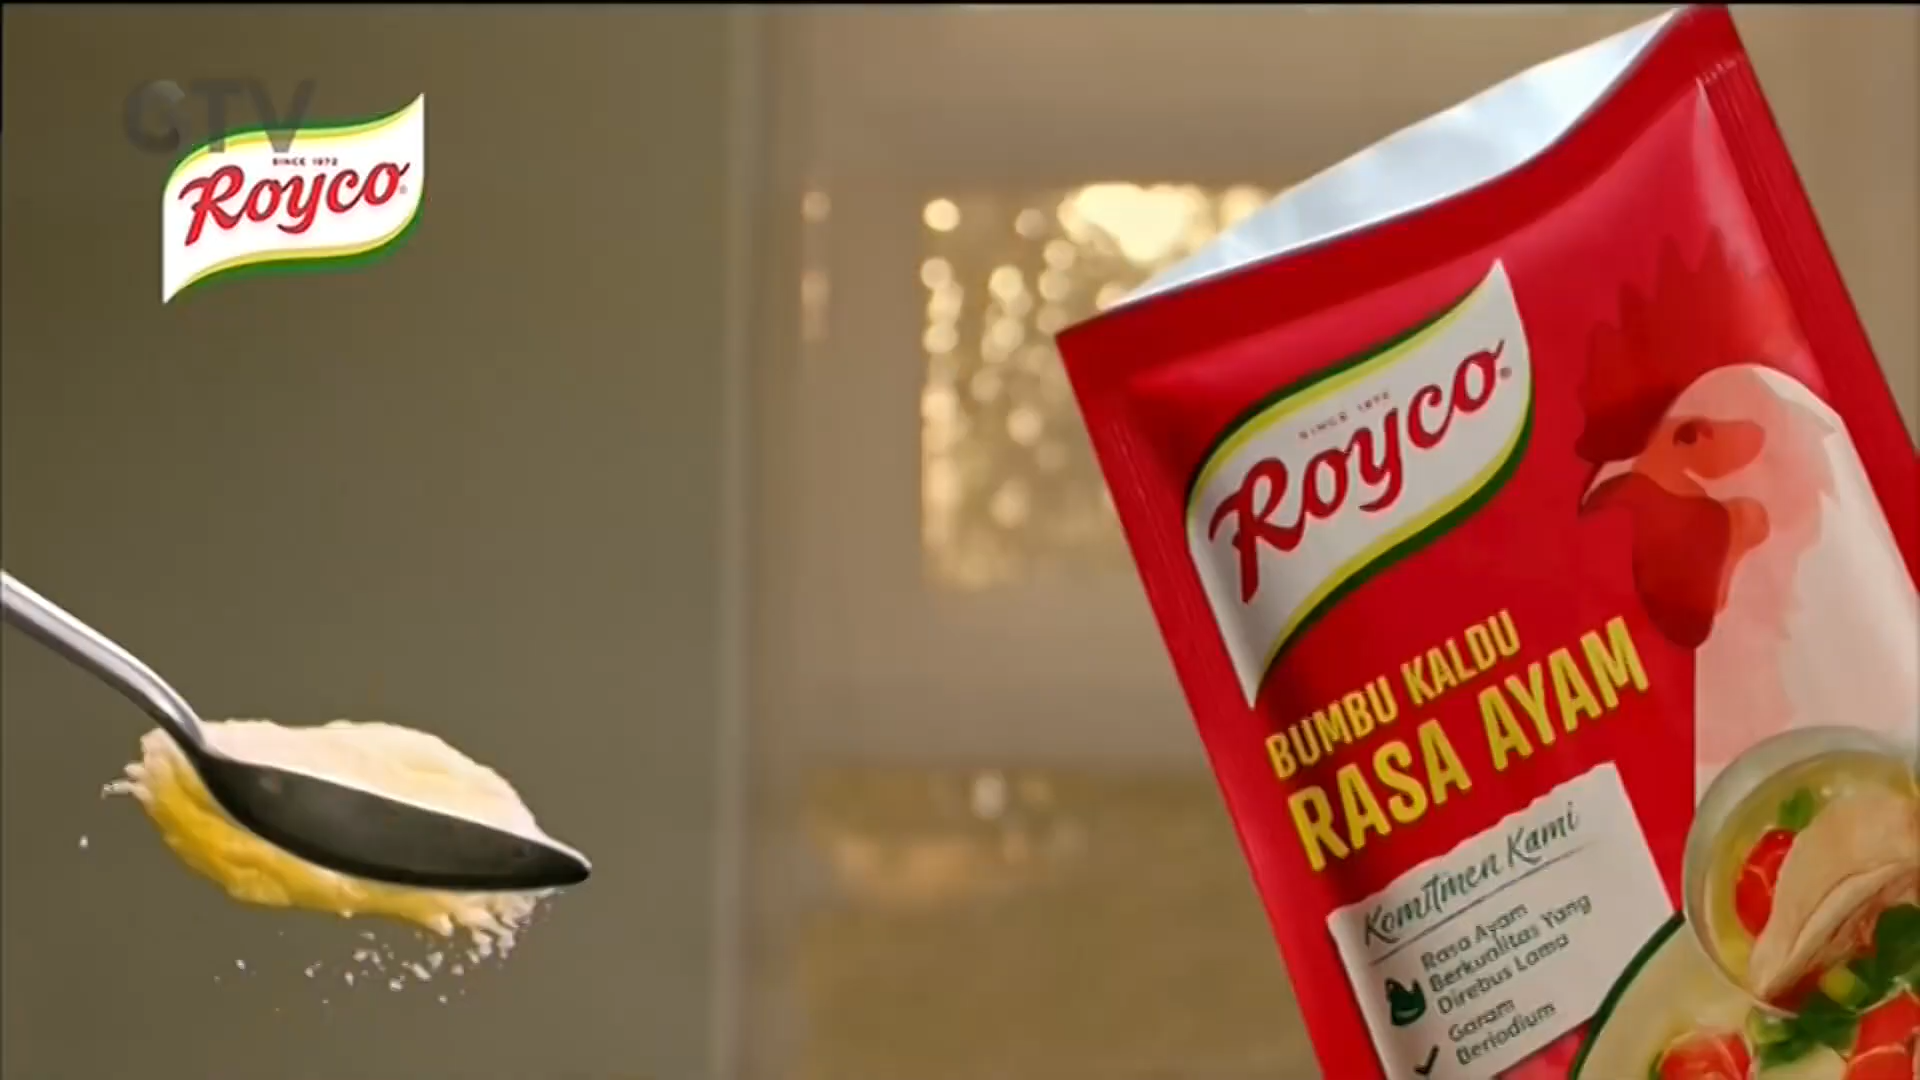 GTV
SINCE 1972
Royco
SINCE 1972
Royco
BUMBU KALDU
RASA AYAM
Komitmen Kami
Rasa Ayam
Berkualitas Yang
Direbus Lama
Garam
Beriodium